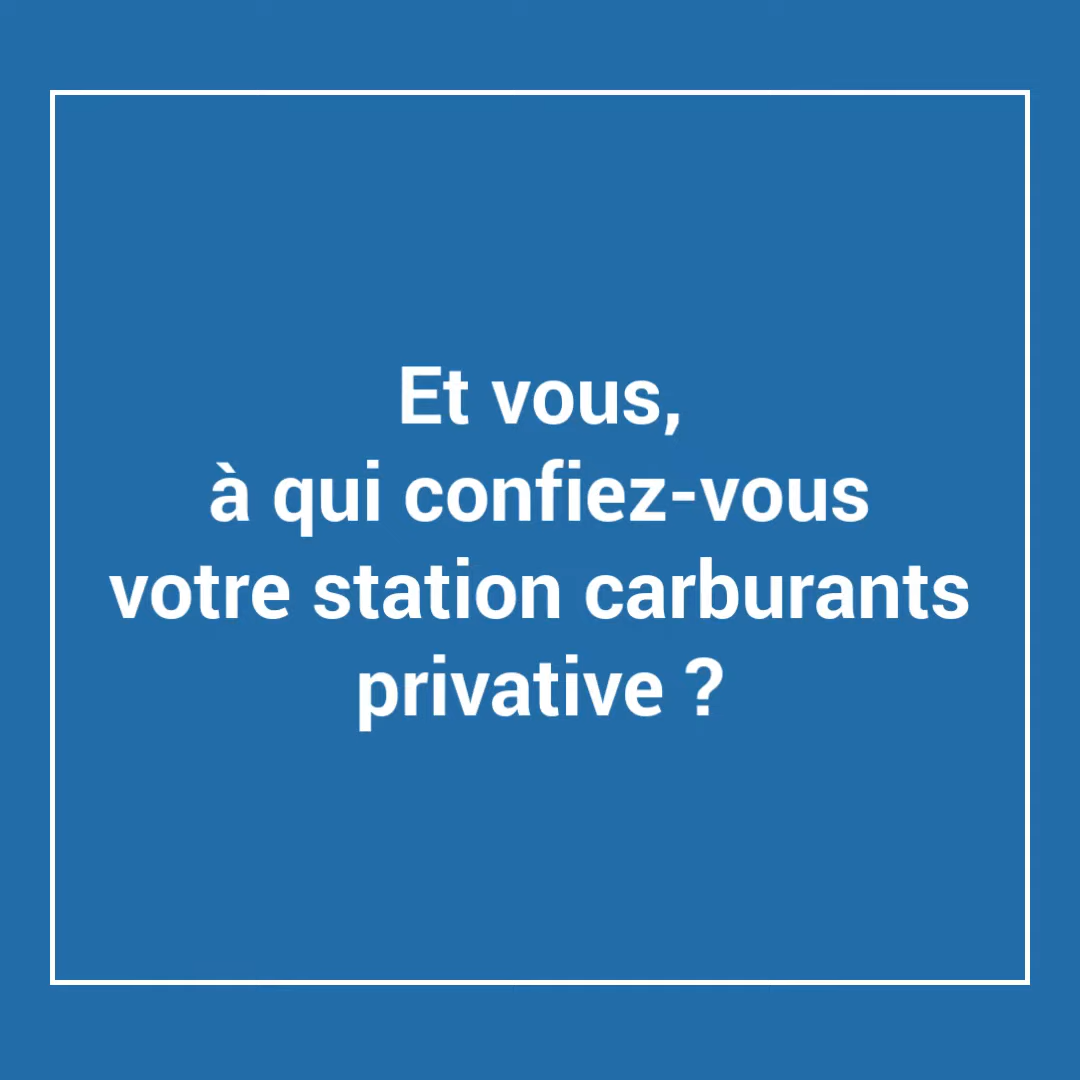 Et vous,
à qui confiez-vous
votre station carburants
privative ?